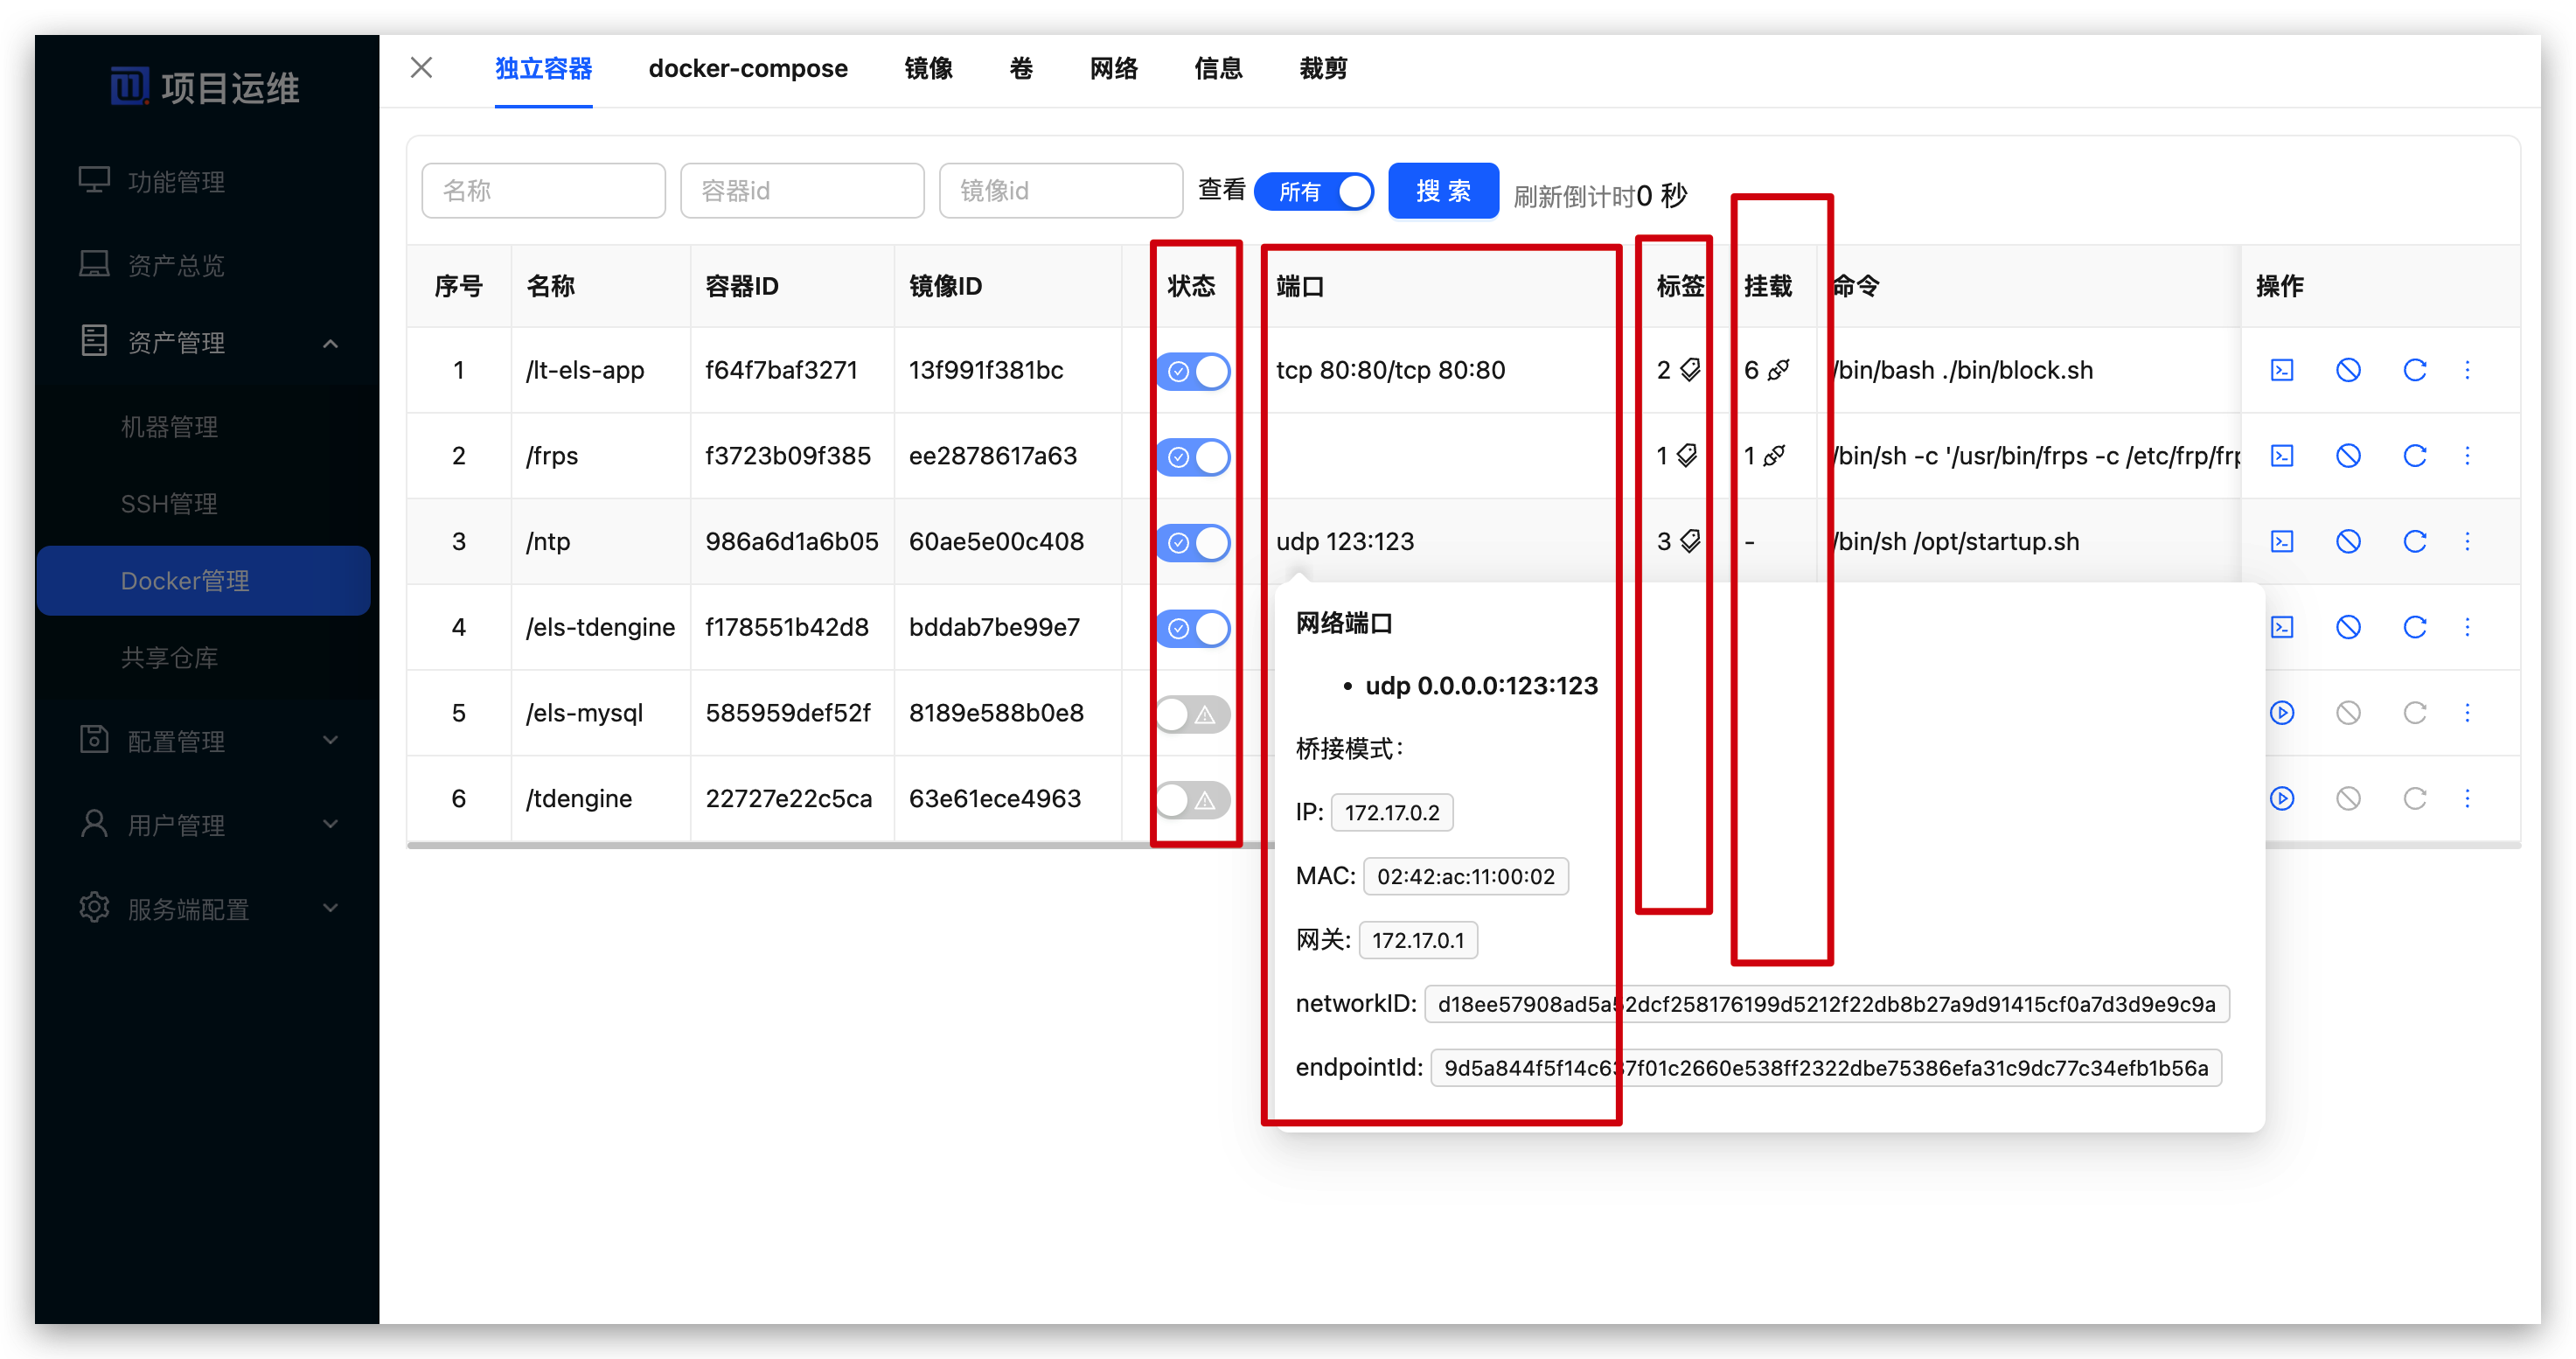 项目运维
功能管理
资产总览
资产管理
机器管理
SSH管理
Docker管理
共享仓库
配置管理
用户管理
服务端配置
独立容器 docker-compose 镜像 卷 网络 信息 裁剪
名称 容器id 镜像id 查看 所有 搜 索 刷新倒计时0 秒
序号 名称 容器ID 镜像ID 状态 端口 标签 挂载 命令 操作
1 /lt-els-app f64f7baf3271 13f991f381bc tcp 80:80/tcp 80:80 2 6 /bin/bash ./bin/block.sh
2 /frps f3723b09f385 ee2878617a63 1 1 /bin/sh -c '/usr/bin/frps -c /etc/frp/frp
3 /ntp 986a6d1a6b05 60ae5e00c408 udp 123:123 3 - /bin/sh /opt/startup.sh
4 /els-tdengine f178551b42d8 bddab7be99e7
5 /els-mysql 585959def52f 8189e588b0e8
6 /tdengine 22727e22c5ca 63e61ece4963
网络端口
• udp 0.0.0.0:123:123
桥接模式:
IP: 172.17.0.2
MAC: 02:42:ac:11:00:02
网关: 172.17.0.1
networkID: d18ee57908ad5a52dcf258176199d5212f22db8b27a9d91415cf0a7d3d9e9c9a
endpointId: 9d5a844f5f14c637f01c2660e538ff2322dbe75386efa31c9dc77c34efb1b56a